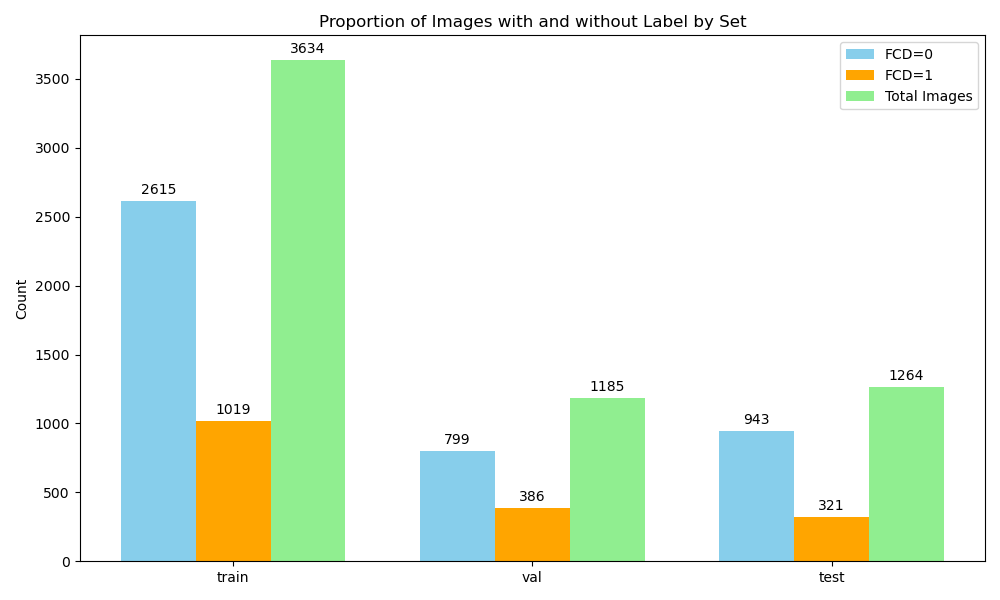 Proportion of Images with and without Label by Set
FCD=0
FCD=1
Total Images
Count
3500
3000
2500
2000
1500
1000
500
0
2615
1019
3634
799
386
1185
943
321
1264
train
val
test